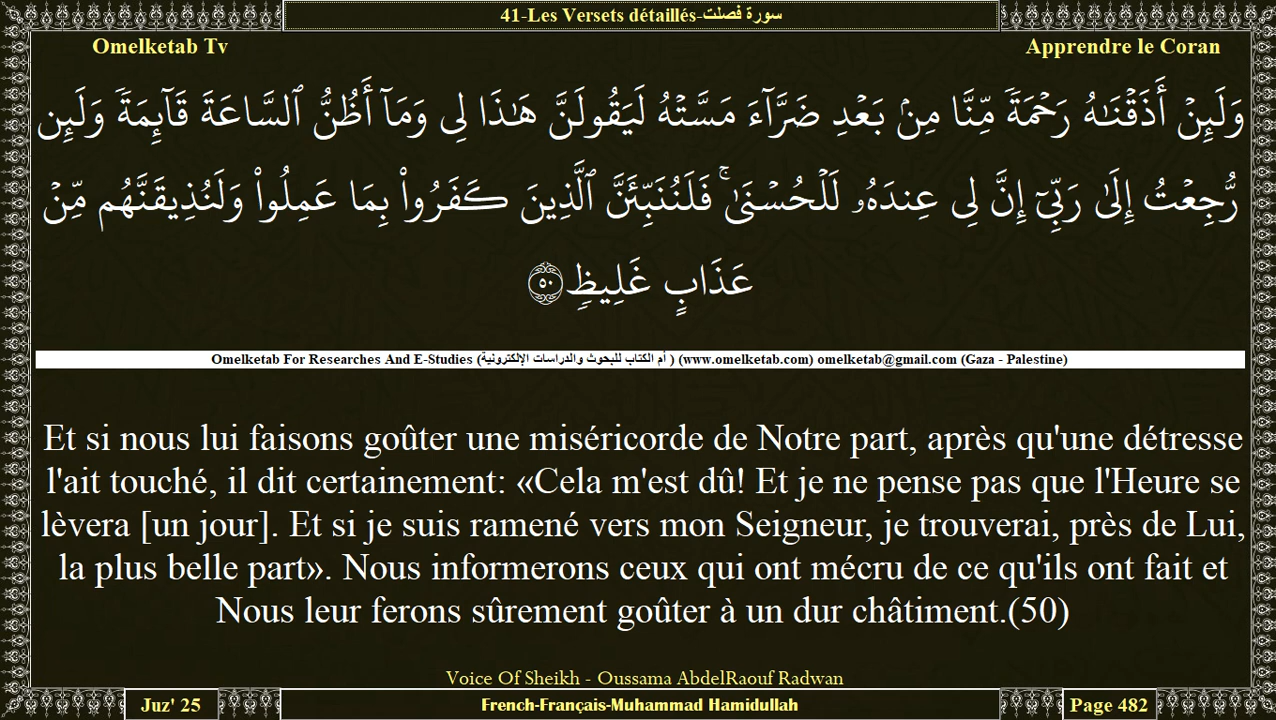 41-Les Versets détaillés-سورة فصلت
Omelketab Tv
Apprendre le Coran
وَلَئِنْ أَذَقْنَٰهُ رَحْمَةً مِّنَّا مِنۢ بَعْدِ ضَرَّآءَ مَسَّتْهُ لَيَقُولَنَّ هَٰذَا لِى وَمَآ أَظُنُّ ٱلسَّاعَةَ قَآئِمَةً وَلَئِن
رُّجِعْتُ إِلَىٰ رَبِّىٓ إِنَّ لِى عِندَهُۥ لَلْحُسْنَىٰ ۚ فَلَنُنَبِّئَنَّ ٱلَّذِينَ كَفَرُوا۟ بِمَا عَمِلُوا۟ وَلَنُذِيقَنَّهُم مِّنْ
عَذَابٍ غَلِيظٍ ٥٠
Omelketab For Researches And E-Studies (أم الكتاب للبحوث والدراسات الإلكترونية ) (www.omelketab.com) omelketab@gmail.com (Gaza - Palestine)
Et si nous lui faisons goûter une miséricorde de Notre part, après qu'une détresse
l'ait touché, il dit certainement: «Cela m'est dû! Et je ne pense pas que l'Heure se
lèvera [un jour]. Et si je suis ramené vers mon Seigneur, je trouverai, près de Lui,
la plus belle part». Nous informerons ceux qui ont mécru de ce qu'ils ont fait et
Nous leur ferons sûrement goûter à un dur châtiment.(50)
Voice Of Sheikh - Oussama AbdelRaouf Radwan
Juz' 25
French-Français-Muhammad Hamidullah
Page 482